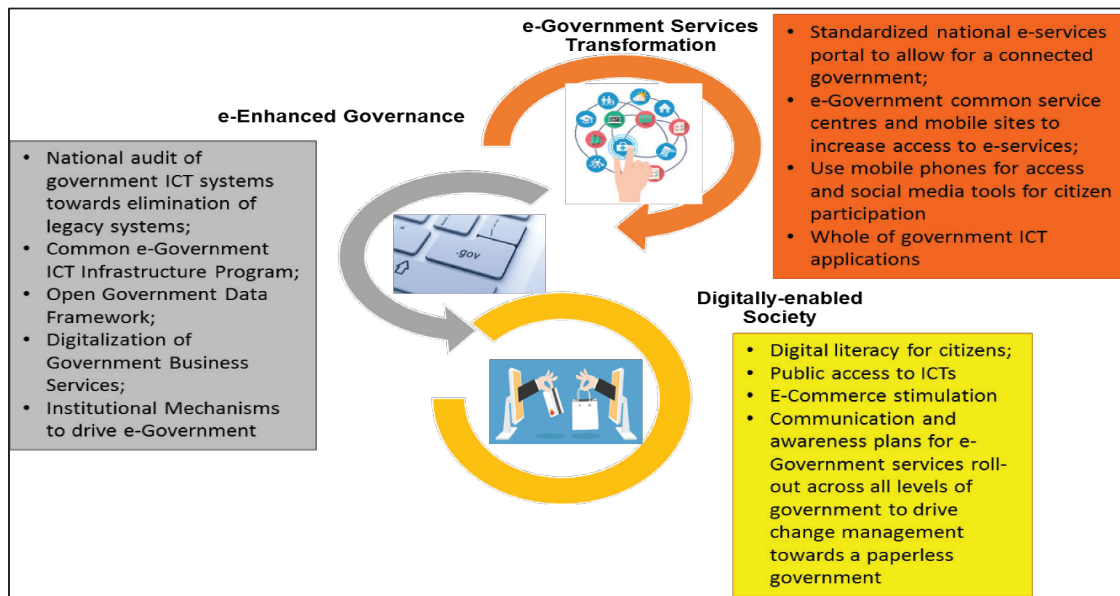 e-Government Services
Transformation
• Standardized national e-services
portal to allow for a connected
government;
• e-Government common service
centres and mobile sites to
increase access to e-services;
• Use mobile phones for access
and social media tools for citizen
participation
• Whole of government ICT
applications
e-Enhanced Governance
• National audit of
government ICT systems
towards elimination of
legacy systems;
• Common e-Government
ICT Infrastructure Program;
• Open Government Data
Framework;
• Digitalization of
Government Business
Services;
• Institutional Mechanisms
to drive e-Government
.gov
Digitally-enabled
Society
• Digital literacy for citizens;
• Public access to ICTs
• E-Commerce stimulation
• Communication and
awareness plans for e-
Government services roll-
out across all levels of
government to drive
change management
towards a paperless
government